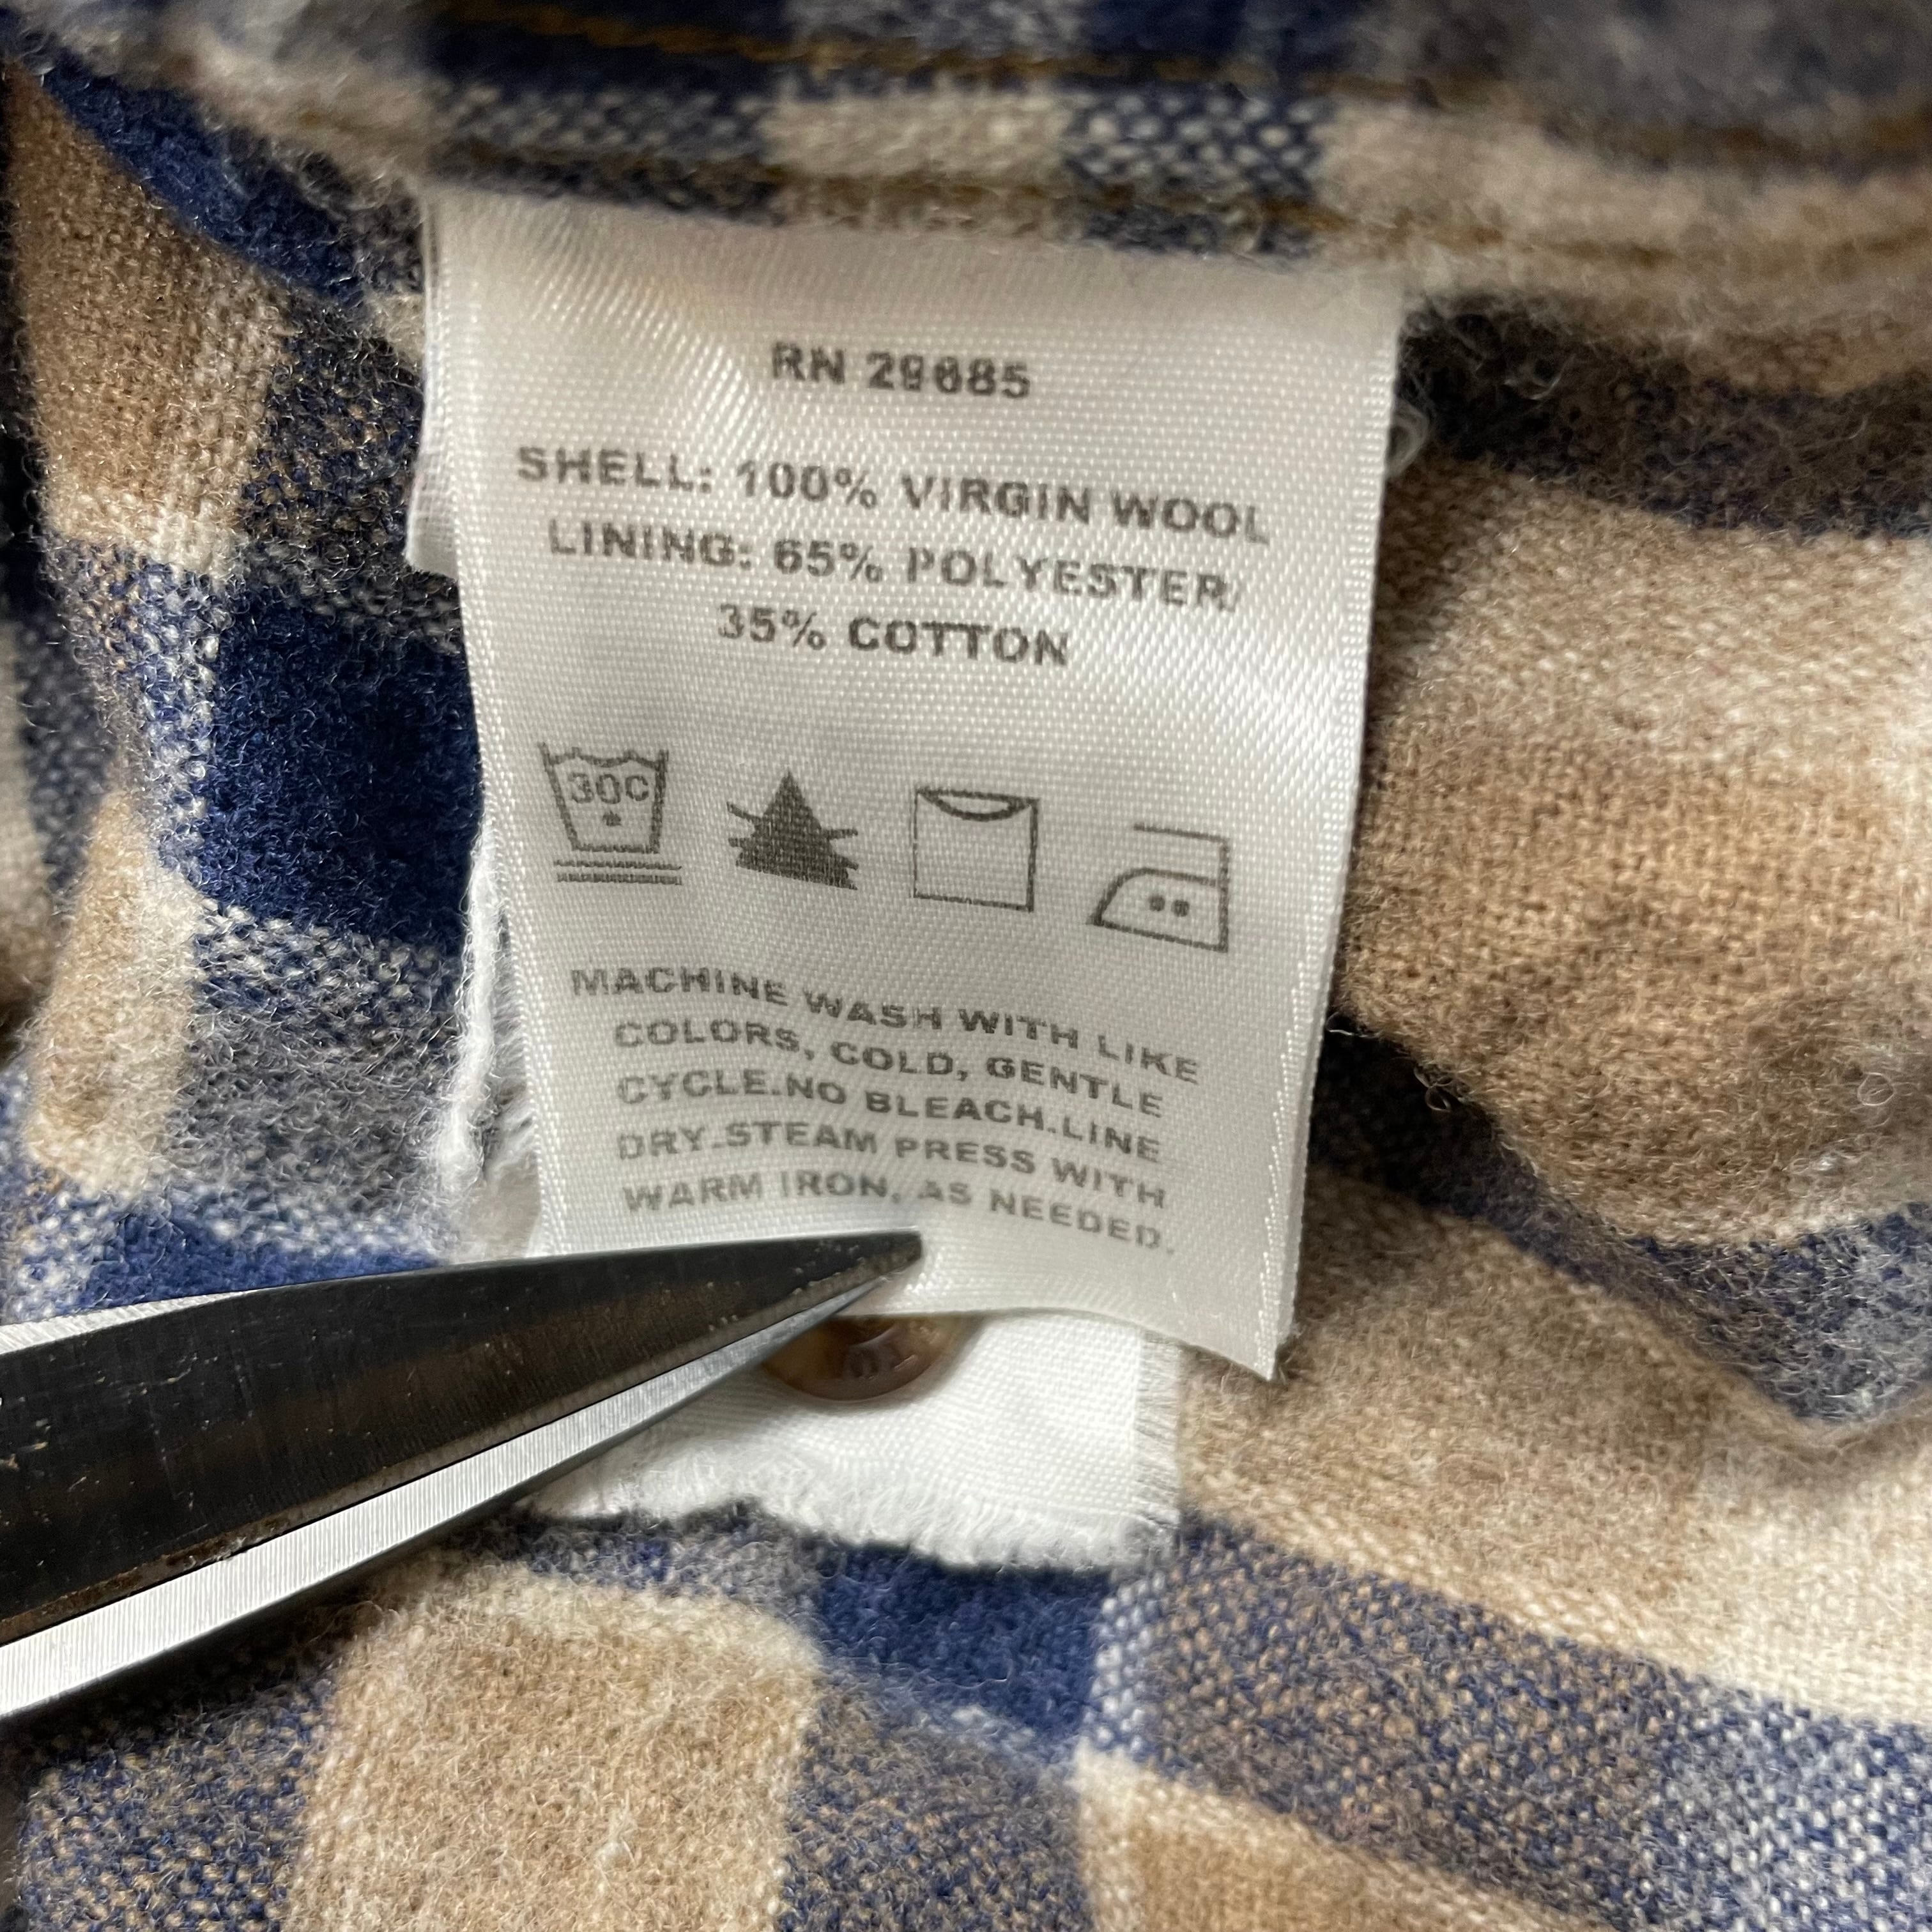 RN 29685
SHELL: 100% VIRGIN WOOL
LINING: 65% POLYESTER/
35% COTTON
30C
MACHINE WASH WITH LIKE
COLORS, COLD, GENTLE
CYCLE.NO BLEACH.LINE
DRY.STEAM PRESS WITH
WARM IRON, AS NEEDED.